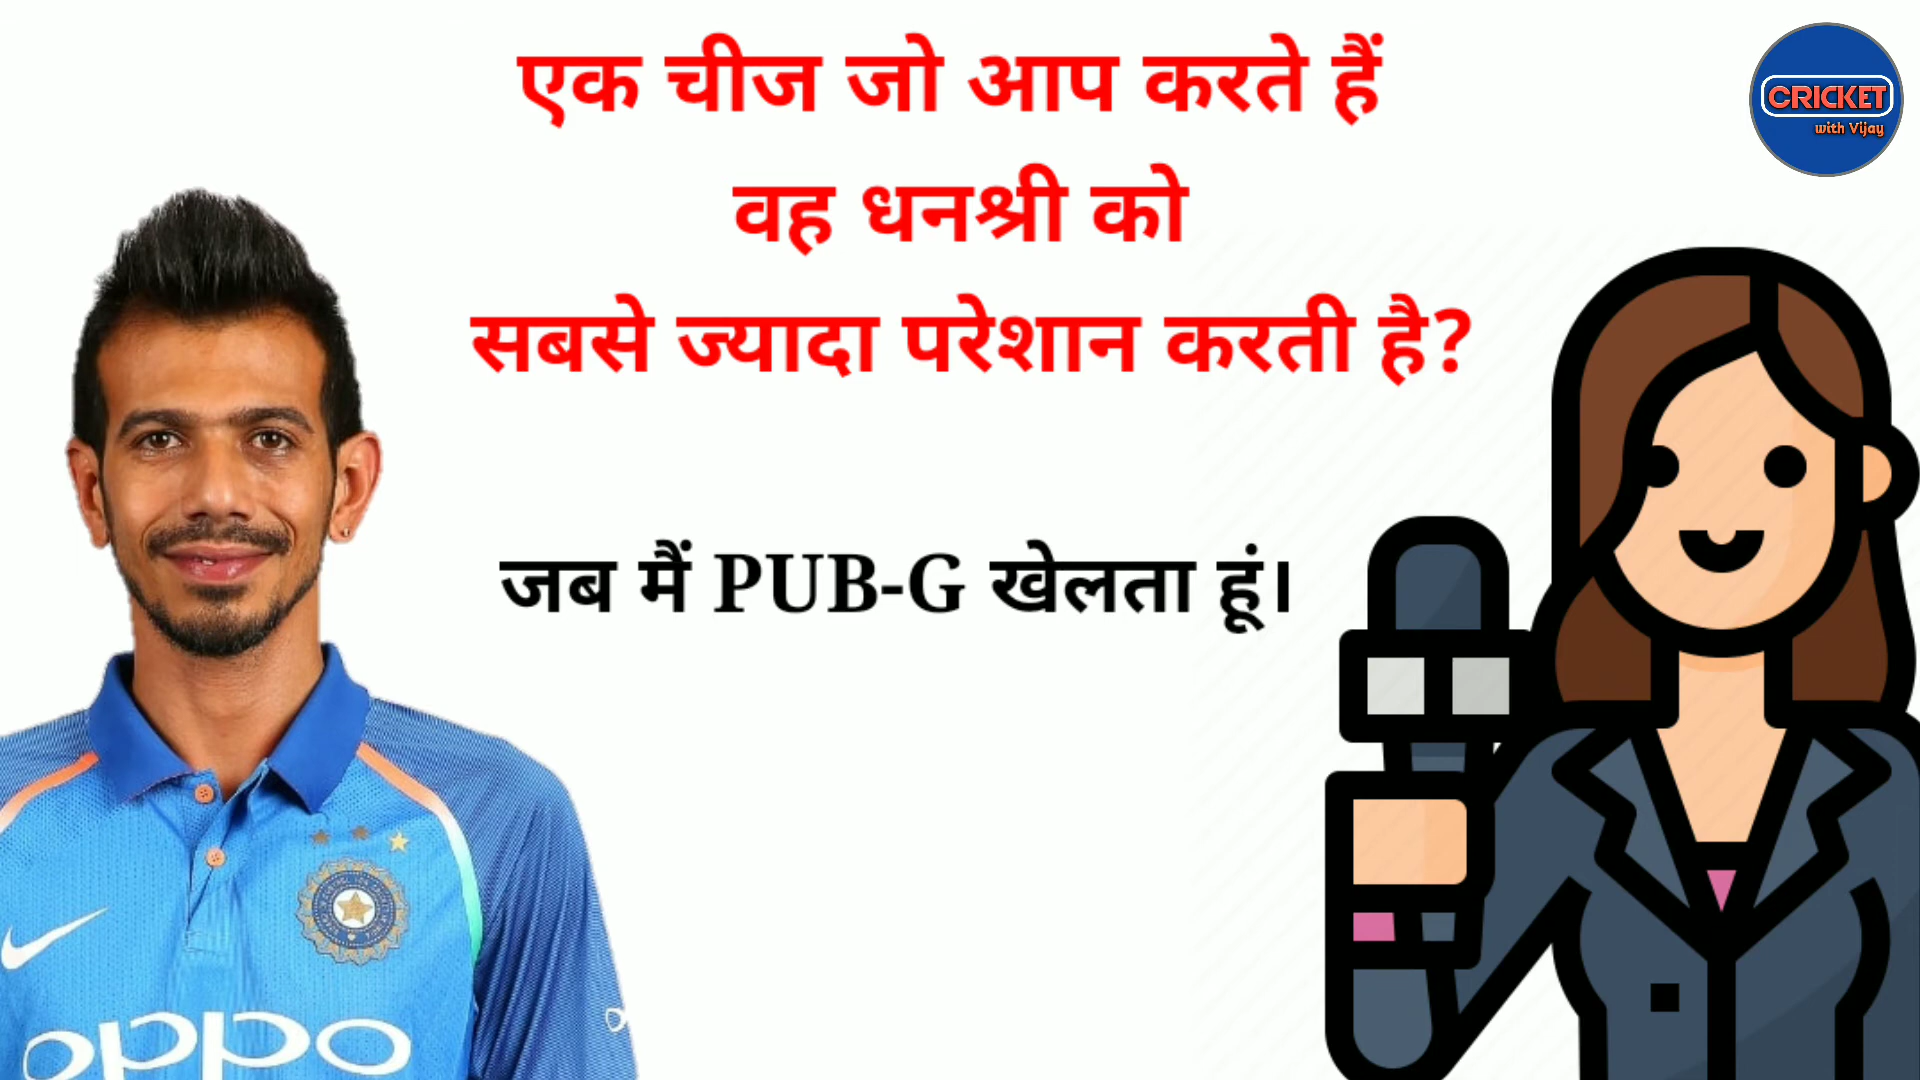 एक चीज जो आप करते हैं
वह धनश्री को
सबसे ज्यादा परेशान करती है?
जब मैं PUB-G खेलता हूं।
CRICKET
with Vijay
oppo